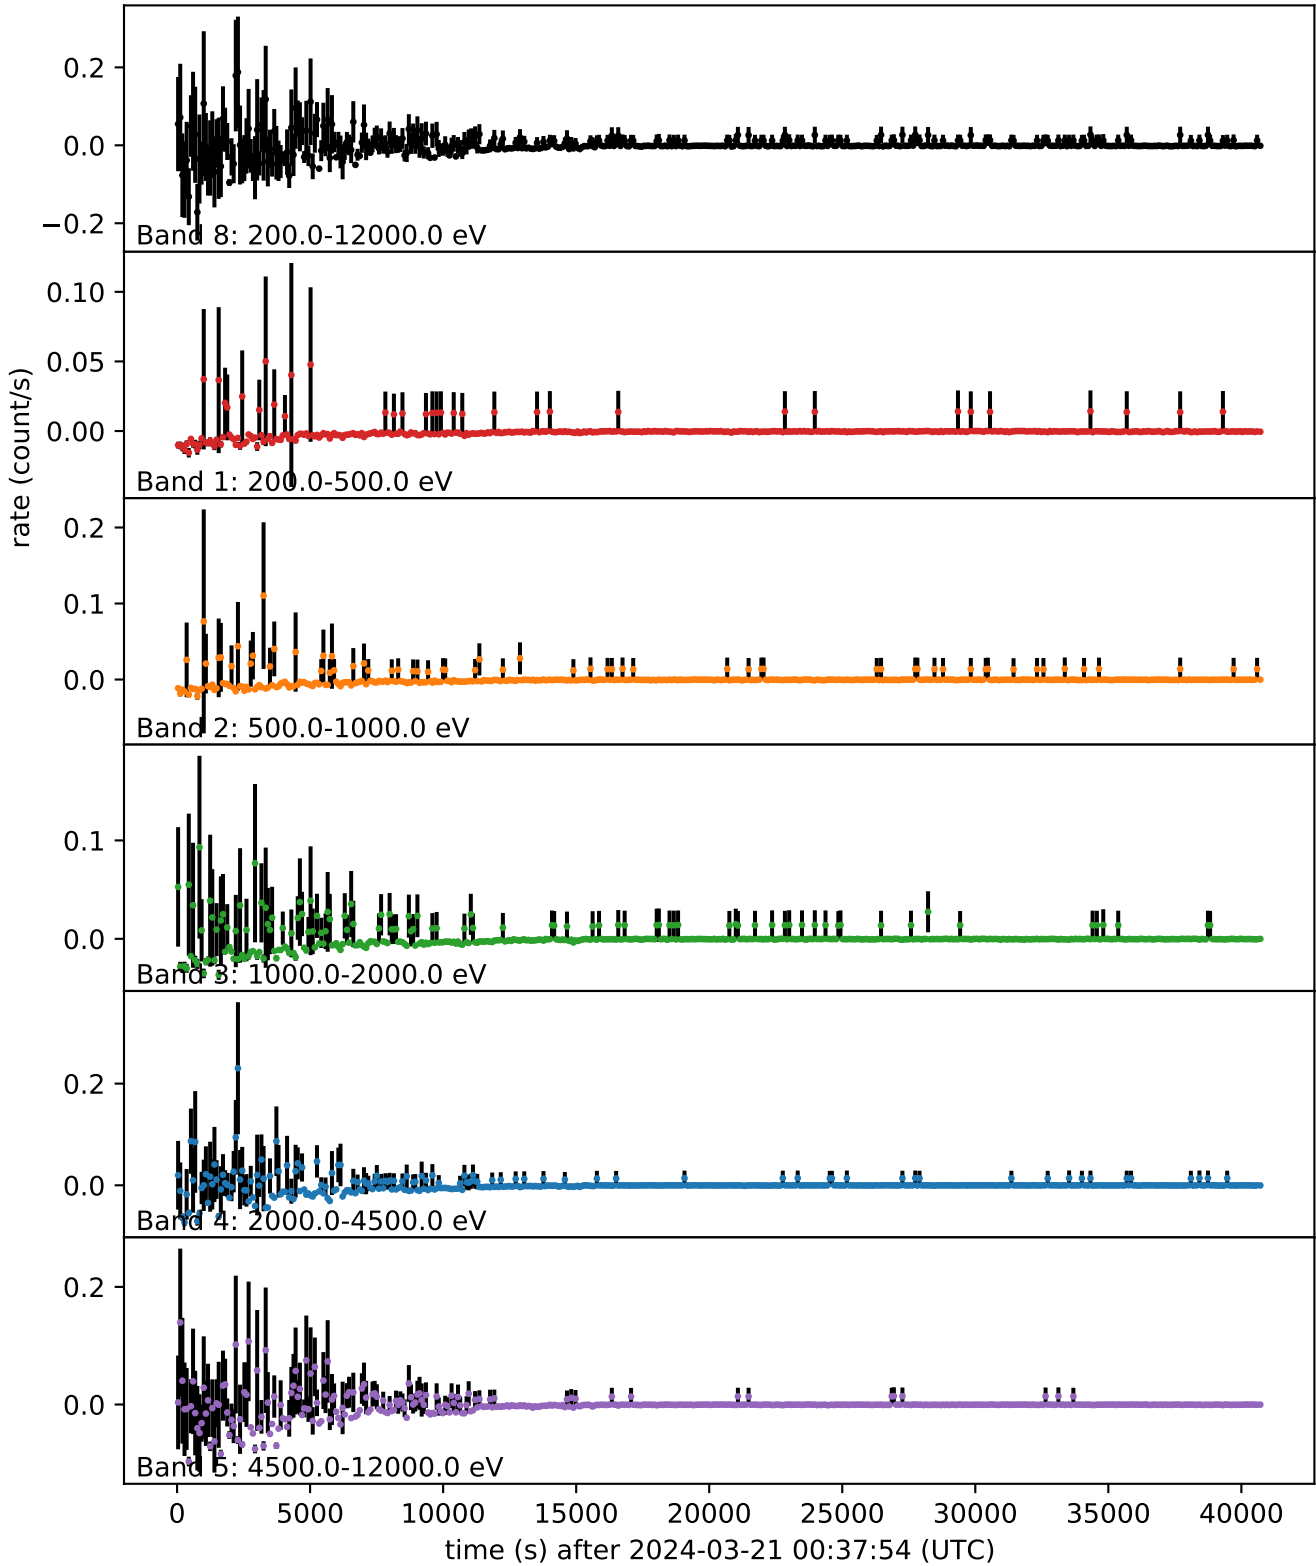 rate (count/s)
0.2
0.0
−0.2
Band 8: 200.0-12000.0 eV
0.10
0.05
0.00
Band 1: 200.0-500.0 eV
0.2
0.1
0.0
Band 2: 500.0-1000.0 eV
0.1
0.0
Band 3: 1000.0-2000.0 eV
0.2
0.0
Band 4: 2000.0-4500.0 eV
0.2
0.0
Band 5: 4500.0-12000.0 eV
0 5000 10000 15000 20000 25000 30000 35000 40000
time (s) after 2024-03-21 00:37:54 (UTC)